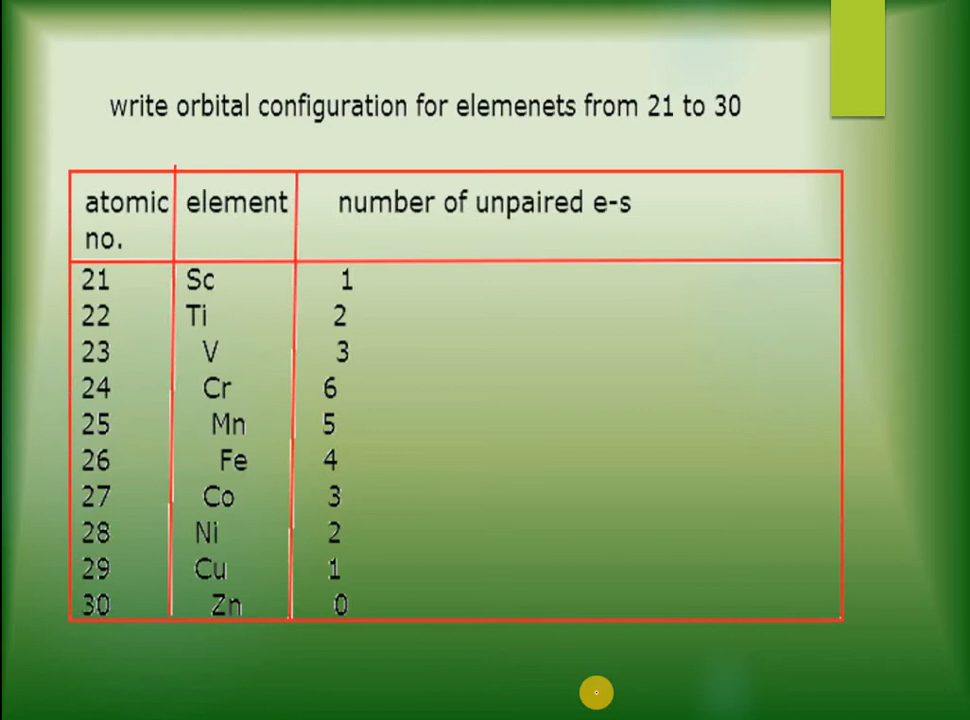 write orbital configuration for elemenets from 21 to 30
atomic no. element number of unpaired e-s
21 Sc 1
22 Ti 2
23 V 3
24 Cr 6
25 Mn 5
26 Fe 4
27 Co 3
28 Ni 2
29 Cu 1
30 Zn 0